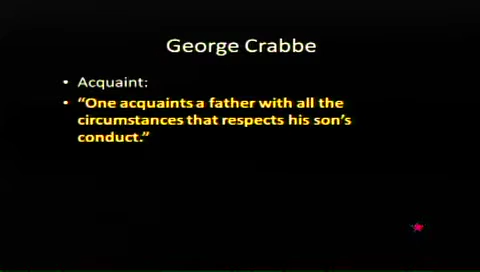 George Crabbe
• Acquaint:
• “One acquaints a father with all the
circumstances that respects his son’s
conduct.”